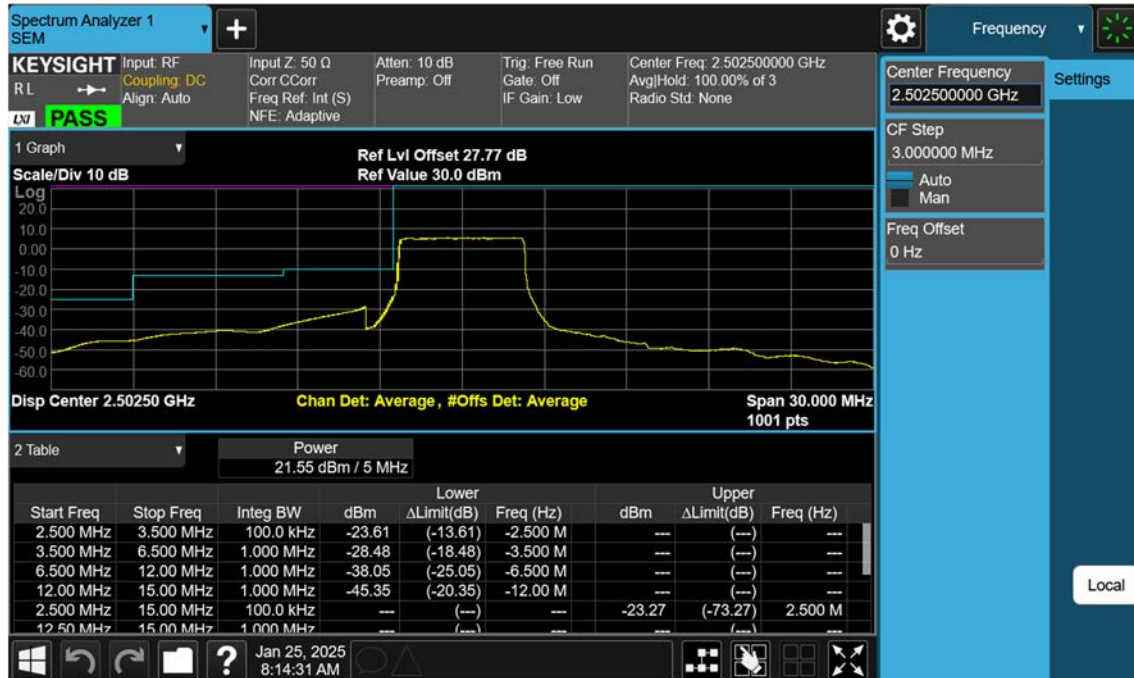 Spectrum Analyzer 1
SEM
Frequency
KEYSIGHT
RL
LXI PASS
Input: RF
Coupling: DC
Align: Auto
Input Z: 50 Ω
Corr CCorr
Freq Ref: Int (S)
NFE: Adaptive
Atten: 10 dB
Preamp: Off
Trig: Free Run
Gate: Off
IF Gain: Low
Center Freq: 2.502500000 GHz
Avg|Hold: 100.00% of 3
Radio Std: None
Center Frequency
2.502500000 GHz
Settings
CF Step
3.000000 MHz
Auto
Man
Freq Offset
0 Hz
Local
1 Graph
Ref Lvl Offset 27.77 dB
Scale/Div 10 dB
Ref Value 30.0 dBm
Log
20.0
10.0
0.00
-10.0
-20.0
-30.0
-40.0
-50.0
-60.0
Disp Center 2.50250 GHz
Chan Det: Average, #Offs Det: Average
Span 30.000 MHz
1001 pts
2 Table
Power
21.55 dBm / 5 MHz
Lower Upper
Start Freq Stop Freq Integ BW dBm ΔLimit(dB) Freq (Hz) dBm ΔLimit(dB) Freq (Hz)
2.500 MHz 3.500 MHz 100.0 kHz -23.61 (-13.61) -2.500 M --- (---) ---
3.500 MHz 6.500 MHz 1.000 MHz -28.48 (-18.48) -3.500 M --- (---) ---
6.500 MHz 12.00 MHz 1.000 MHz -38.05 (-25.05) -6.500 M --- (---) ---
12.00 MHz 15.00 MHz 1.000 MHz -45.35 (-20.35) -12.00 M --- (---) ---
2.500 MHz 15.00 MHz 100.0 kHz --- (---) --- -23.27 (-73.27) 2.500 M
12.50 MHz 15.00 MHz 1.000 MHz --- (---) --- --- (---) ---
?
Jan 25, 2025
8:14:31 AM